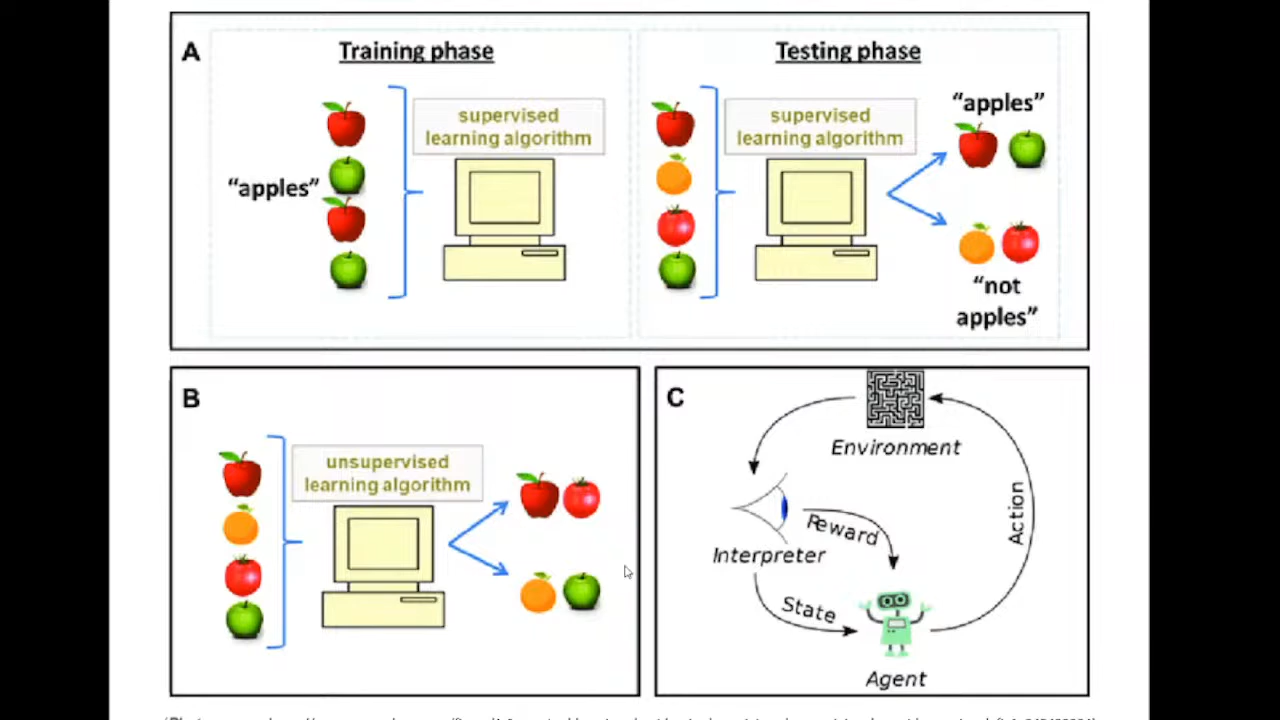 A
Training phase
Testing phase
"apples"
supervised
learning algorithm
supervised
learning algorithm
"apples"
"not
apples"
B
unsupervised
learning algorithm
C
Environment
Interpreter
Reward
State
Action
Agent